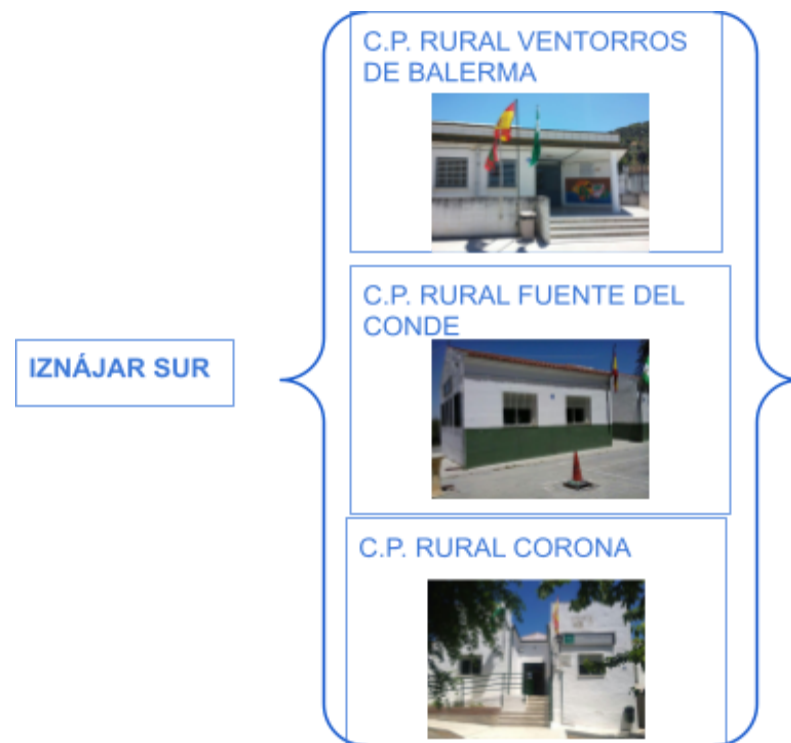 C.P. RURAL VENTORROS
DE BALERMA
C.P. RURAL FUENTE DEL
CONDE
IZNÁJAR SUR
C.P. RURAL CORONA